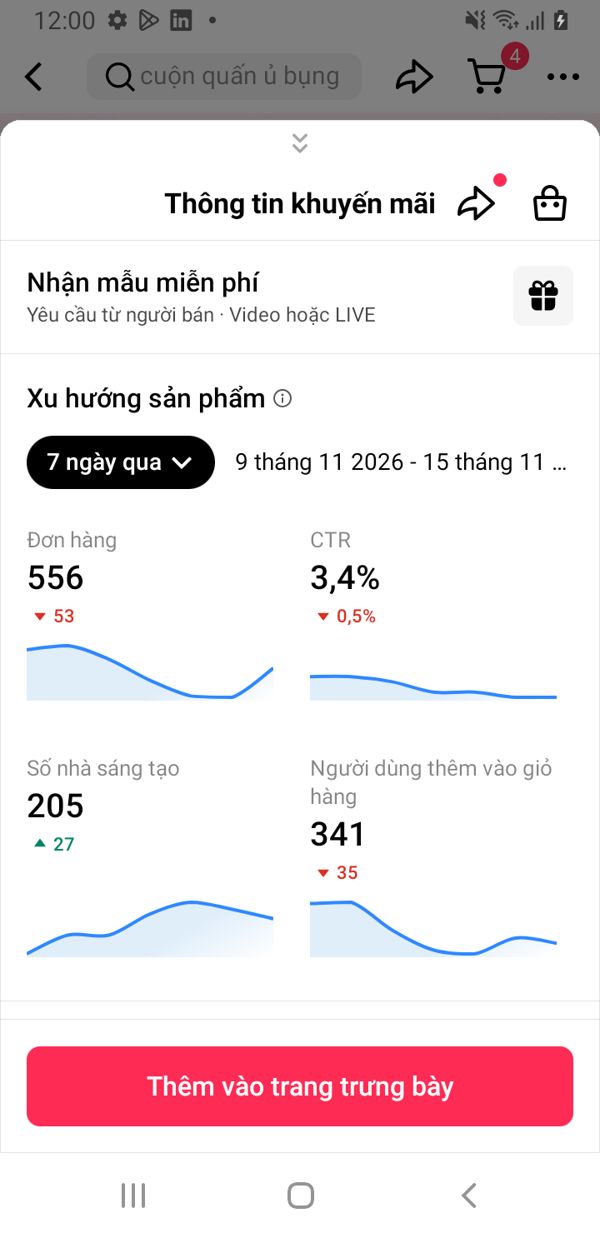 12:00
cuộn quấn ủ bụng
4
Thông tin khuyến mãi
Nhận mẫu miễn phí
Yêu cầu từ người bán · Video hoặc LIVE
Xu hướng sản phẩm
7 ngày qua
9 tháng 11 2026 - 15 tháng 11 ...
Đơn hàng
556
53
CTR
3,4%
0,5%
Số nhà sáng tạo
205
27
Người dùng thêm vào giỏ
hàng
341
35
Thêm vào trang trưng bày